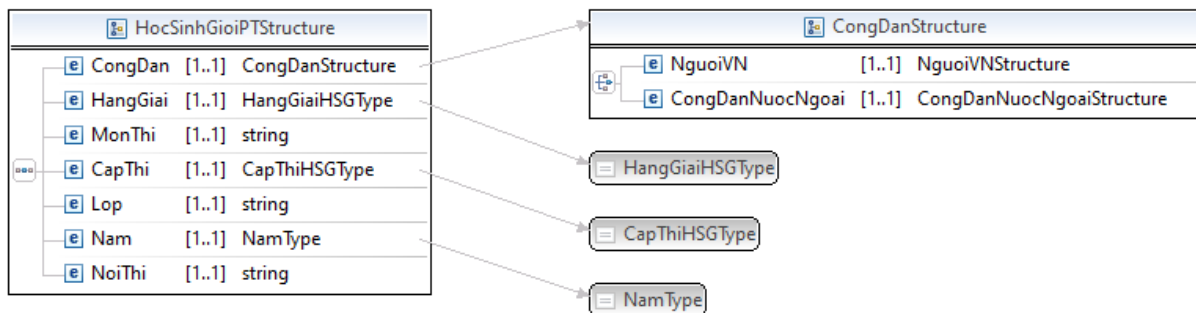 HocSinhGioiPTStructure
CongDan [1..1] CongDanStructure
HangGiai [1..1] HangGiaiHSGType
MonThi [1..1] string
CapThi [1..1] CapThiHSGType
Lop [1..1] string
Nam [1..1] NamType
NoiThi [1..1] string
CongDanStructure
NguoiVN [1..1] NguoiVNStructure
CongDanNuocNgoai [1..1] CongDanNuocNgoaiStructure
HangGiaiHSGType
CapThiHSGType
NamType